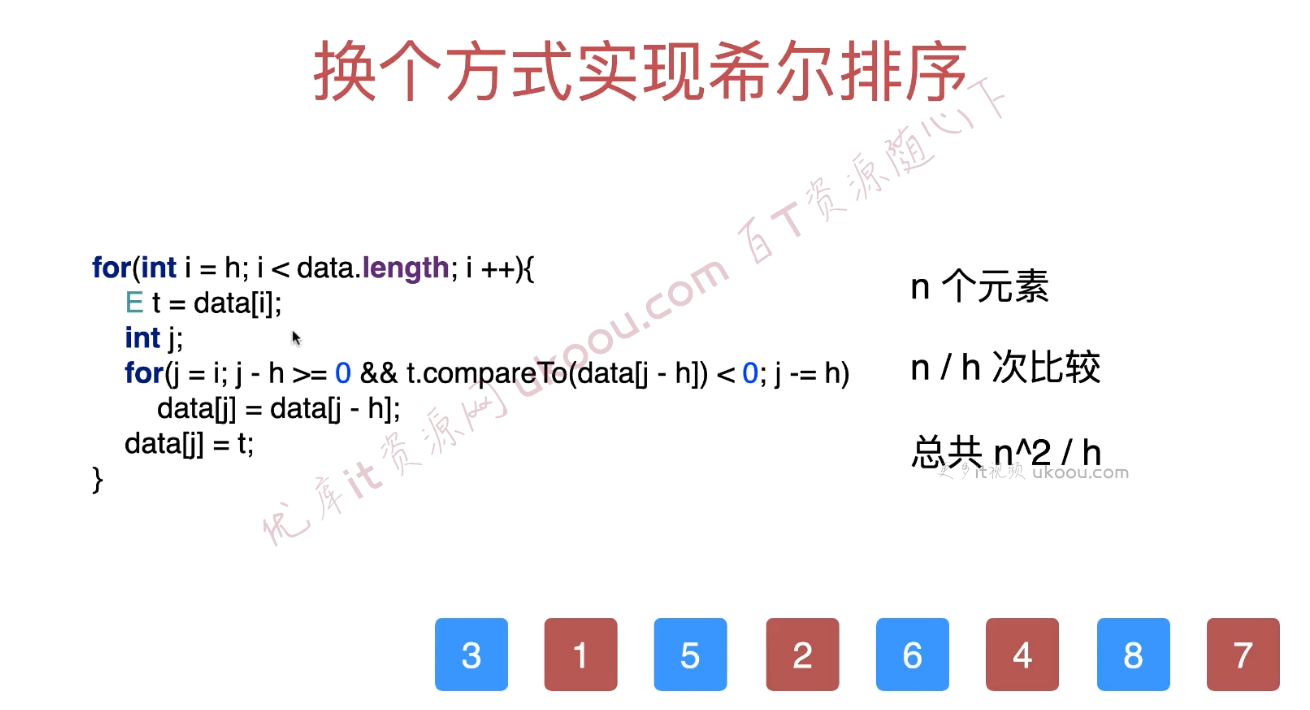 换个方式实现希尔排序
for(int i = h; i < data.length; i ++){
E t = data[i];
int j;
for(j = i; j - h >= 0 && t.compareTo(data[j - h]) < 0; j -= h)
data[j] = data[j - h];
data[j] = t;
}
n 个元素
n / h 次比较
总共 n^2 / h
更多it视频 ukoou.com
优库it资源网 ukoou.com 百T资源随心下
3 1 5 2 6 4 8 7